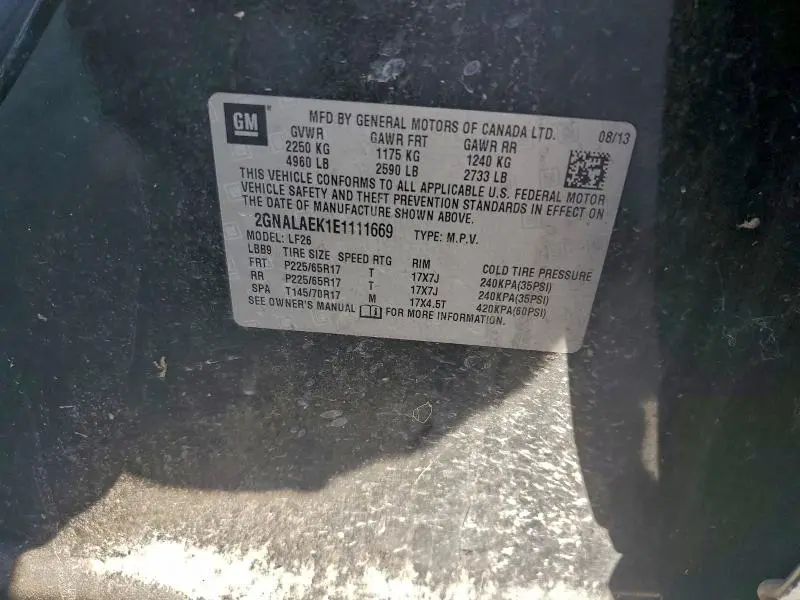 GM
MFD BY GENERAL MOTORS OF CANADA LTD. 08/13
GVWR GAWR FRT GAWR RR
2250 KG 1175 KG 1240 KG
4960 LB 2590 LB 2733 LB
THIS VEHICLE CONFORMS TO ALL APPLICABLE U.S. FEDERAL MOTOR
VEHICLE SAFETY AND THEFT PREVENTION STANDARDS IN EFFECT ON
THE DATE OF MANUFACTURE SHOWN ABOVE.
2GNALAEK1E1111669 TYPE: M.P.V.
MODEL: LF26
LBB9 TIRE SIZE SPEED RTG RIM COLD TIRE PRESSURE
FRT P225/65R17 T 17X7J 240KPA(35PSI)
RR P225/65R17 T 17X7J 240KPA(35PSI)
SPA T145/70R17 M 17X4.5T 420KPA(60PSI)
SEE OWNER'S MANUAL FOR MORE INFORMATION.